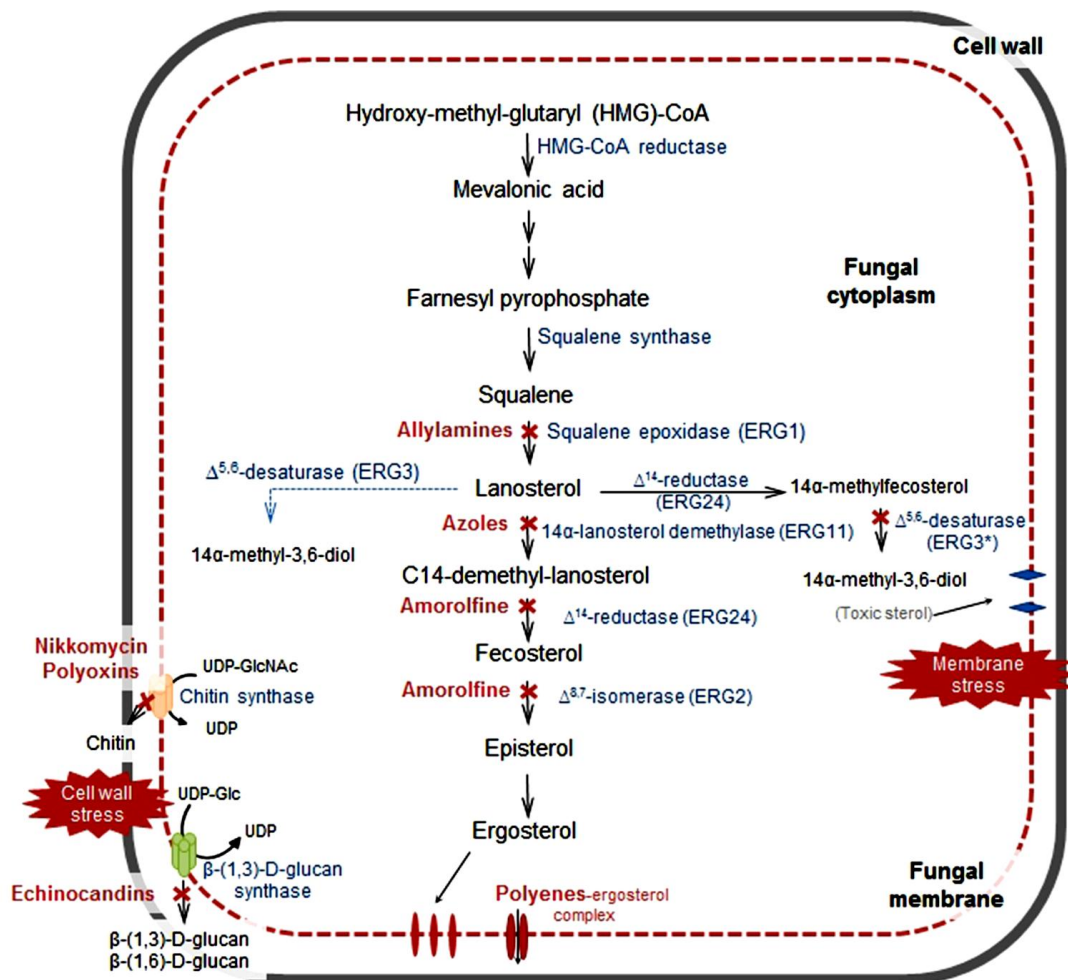 Cell wall
Hydroxy-methyl-glutaryl (HMG)-CoA
HMG-CoA reductase
Mevalonic acid
Fungal
cytoplasm
Farnesyl pyrophosphate
Squalene synthase
Squalene
Allylamines
Squalene epoxidase (ERG1)
Δ5,6-desaturase (ERG3)
Lanosterol
Δ14-reductase
(ERG24)
14α-methylfecosterol
Azoles
14α-lanosterol demethylase (ERG11)
Δ5,6-desaturase
(ERG3*)
14α-methyl-3,6-diol
C14-demethyl-lanosterol
14α-methyl-3,6-diol
(Toxic sterol)
Amorolfine
Δ14-reductase (ERG24)
Nikkomycin
Polyoxins
Fecosterol
UDP-GlcNAc
Membrane
stress
Amorolfine
Δ8,7-isomerase (ERG2)
Chitin synthase
UDP
Chitin
Episterol
Cell wall
stress
UDP-Glc
UDP
Ergosterol
β-(1,3)-D-glucan
synthase
Echinocandins
Polyenes-ergosterol
complex
Fungal
membrane
β-(1,3)-D-glucan
β-(1,6)-D-glucan